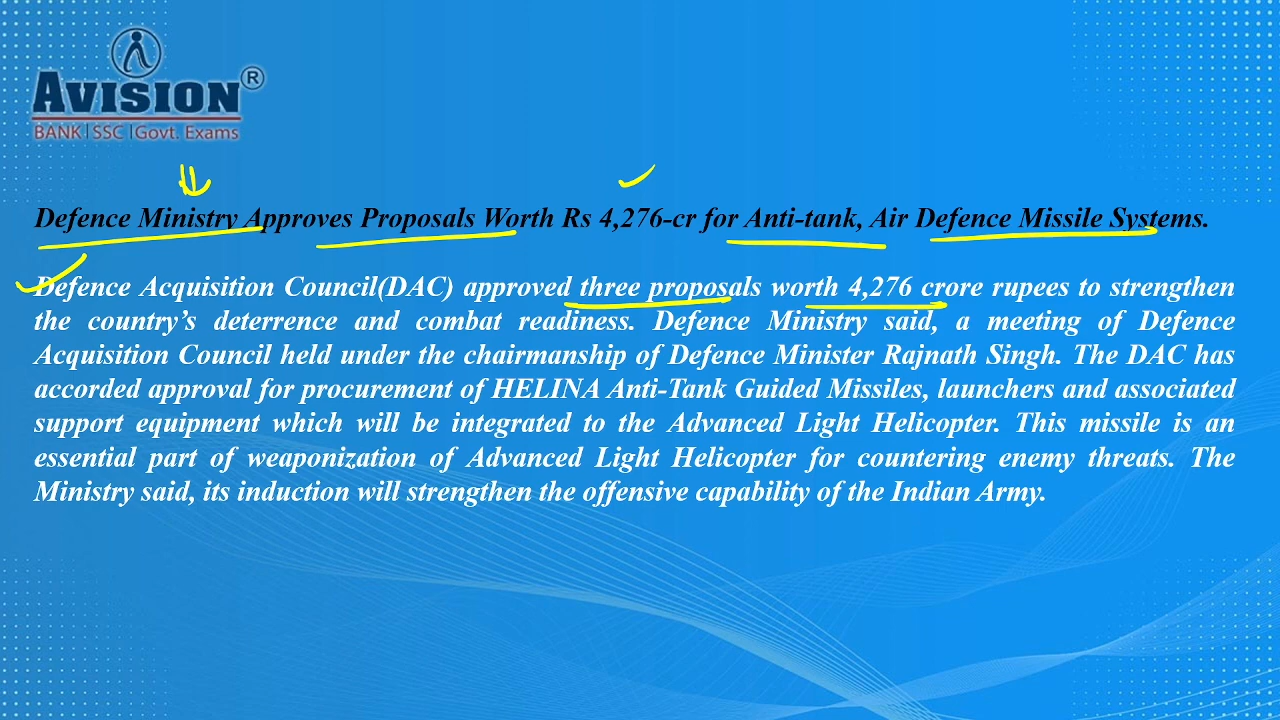 AVISION®
BANK | SSC | Govt. Exams
Defence Ministry Approves Proposals Worth Rs 4,276-cr for Anti-tank, Air Defence Missile Systems.
Defence Acquisition Council(DAC) approved three proposals worth 4,276 crore rupees to strengthen
the country's deterrence and combat readiness. Defence Ministry said, a meeting of Defence
Acquisition Council held under the chairmanship of Defence Minister Rajnath Singh. The DAC has
accorded approval for procurement of HELINA Anti-Tank Guided Missiles, launchers and associated
support equipment which will be integrated to the Advanced Light Helicopter. This missile is an
essential part of weaponization of Advanced Light Helicopter for countering enemy threats. The
Ministry said, its induction will strengthen the offensive capability of the Indian Army.